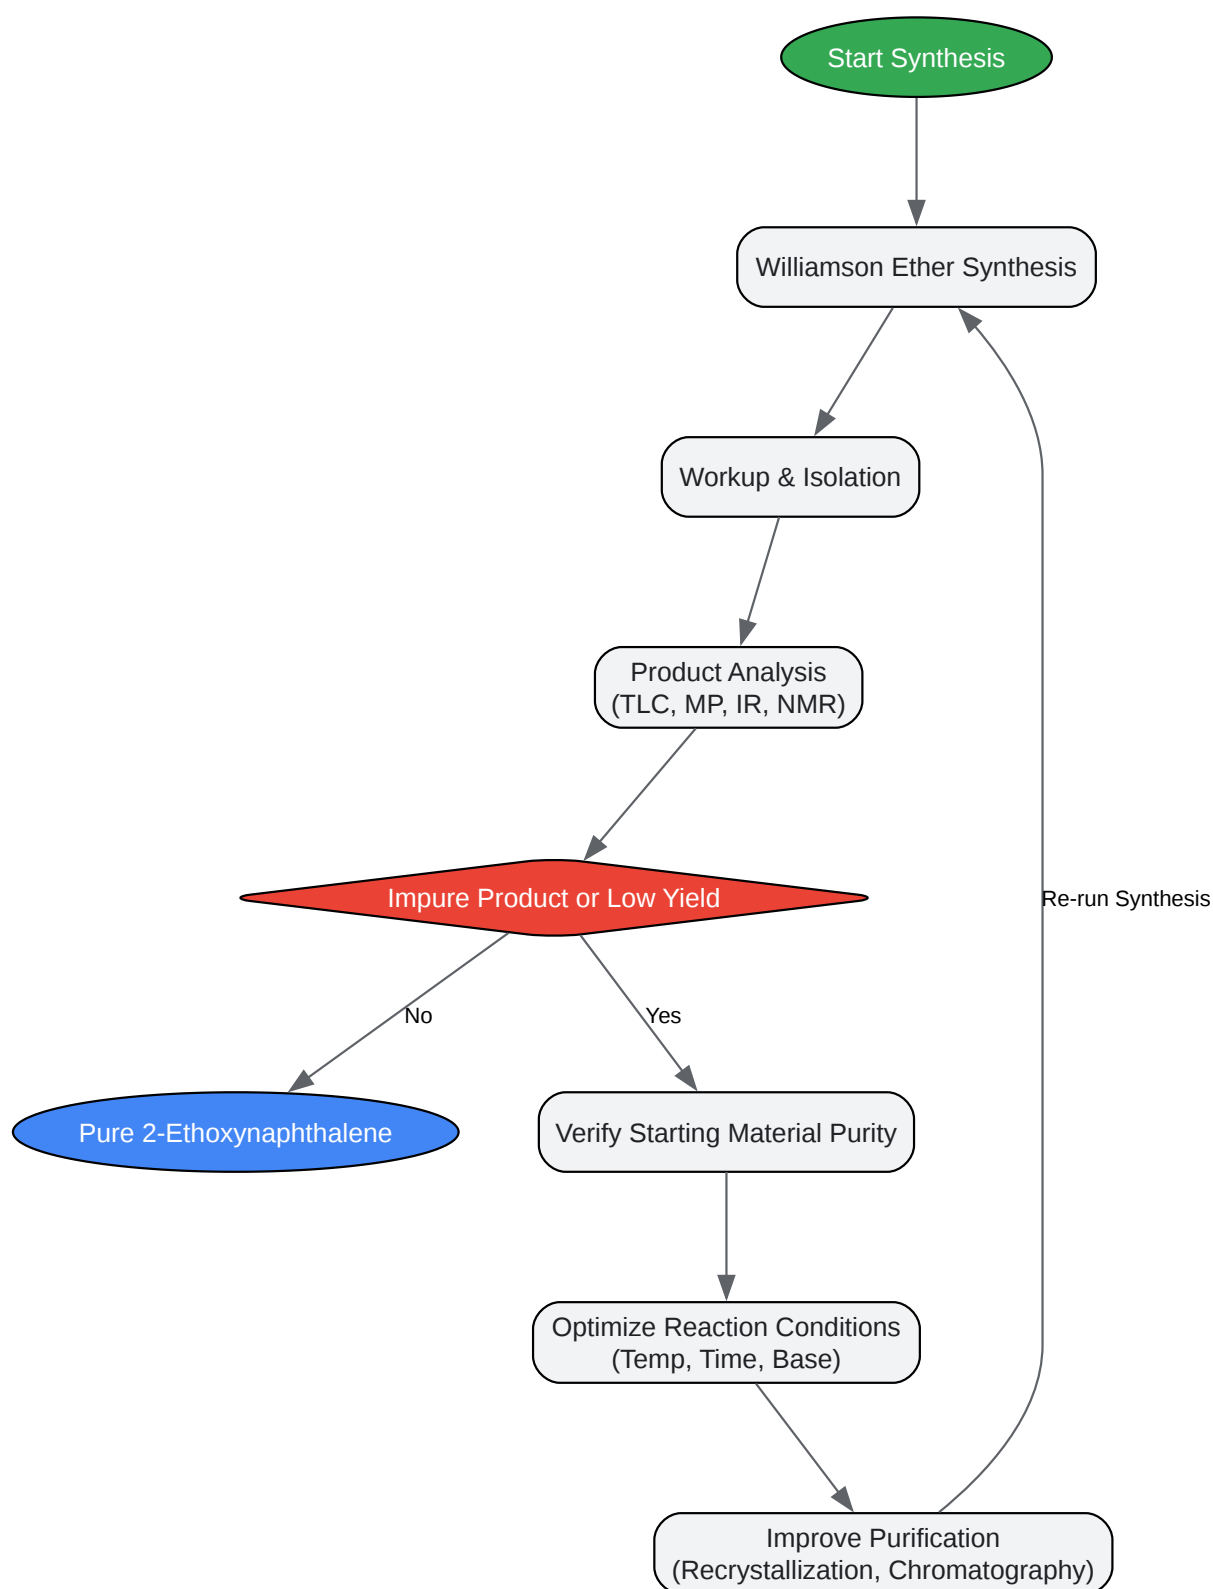 Start Synthesis
Williamson Ether Synthesis
Workup & Isolation
Product Analysis
(TLC, MP, IR, NMR)
Impure Product or Low Yield
Re-run Synthesis
No
Yes
Pure 2-Ethoxynaphthalene
Verify Starting Material Purity
Optimize Reaction Conditions
(Temp, Time, Base)
Improve Purification
(Recrystallization, Chromatography)